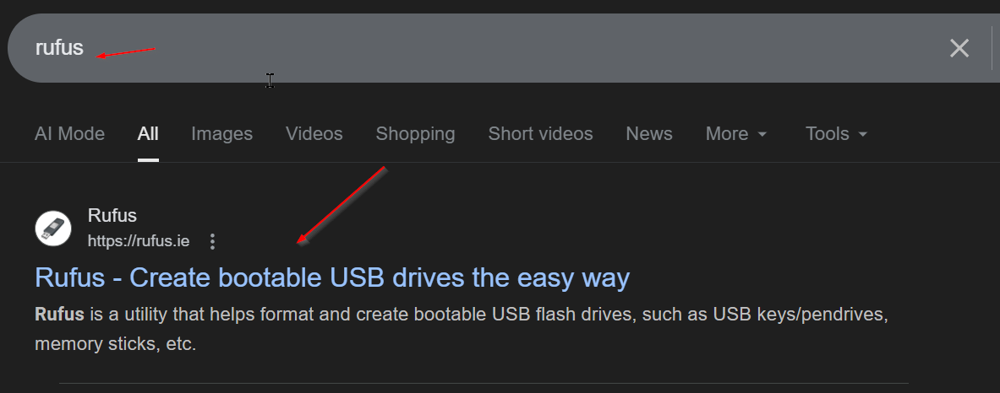 rufus
AI Mode All Images Videos Shopping Short videos News More Tools
Rufus
https://rufus.ie
Rufus - Create bootable USB drives the easy way
Rufus is a utility that helps format and create bootable USB flash drives, such as USB keys/pendrives,
memory sticks, etc.